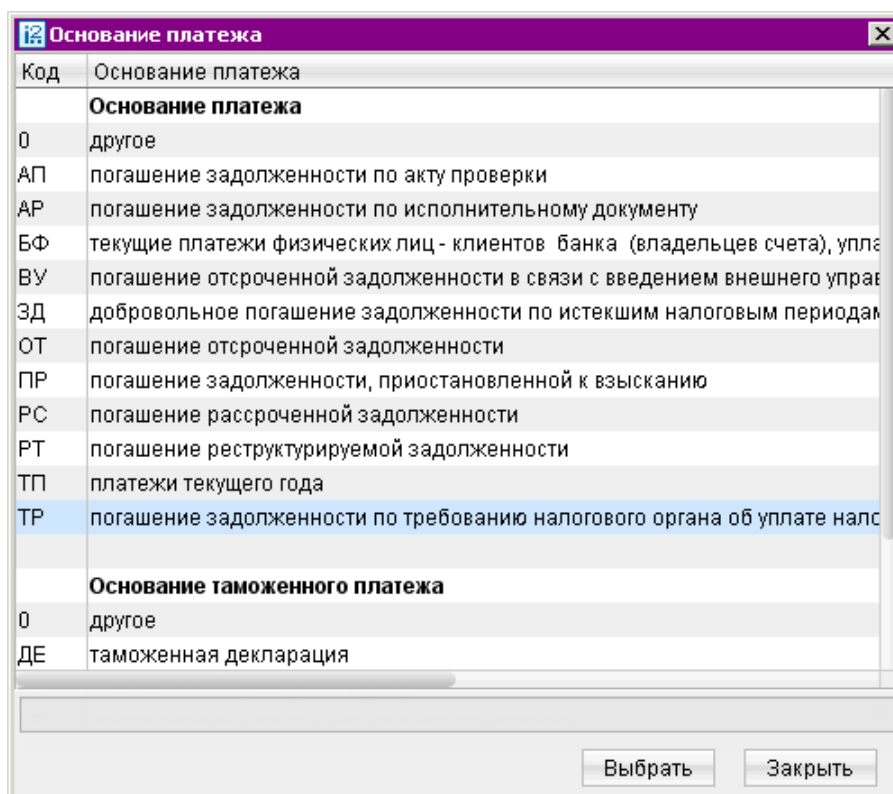 Основание платежа
Код Основание платежа
Основание платежа
0 другое
АП погашение задолженности по акту проверки
АР погашение задолженности по исполнительному документу
БФ текущие платежи физических лиц - клиентов банка (владельцев счета), упла
ВУ погашение отсроченной задолженности в связи с введением внешнего управ
ЗД добровольное погашение задолженности по истекшим налоговым периодам
ОТ погашение отсроченной задолженности
ПР погашение задолженности, приостановленной к взысканию
РС погашение рассроченной задолженности
РТ погашение реструктурируемой задолженности
ТП платежи текущего года
ТР погашение задолженности по требованию налогового органа об уплате нало
Основание таможенного платежа
0 другое
ДЕ таможенная декларация
Выбрать Закрыть